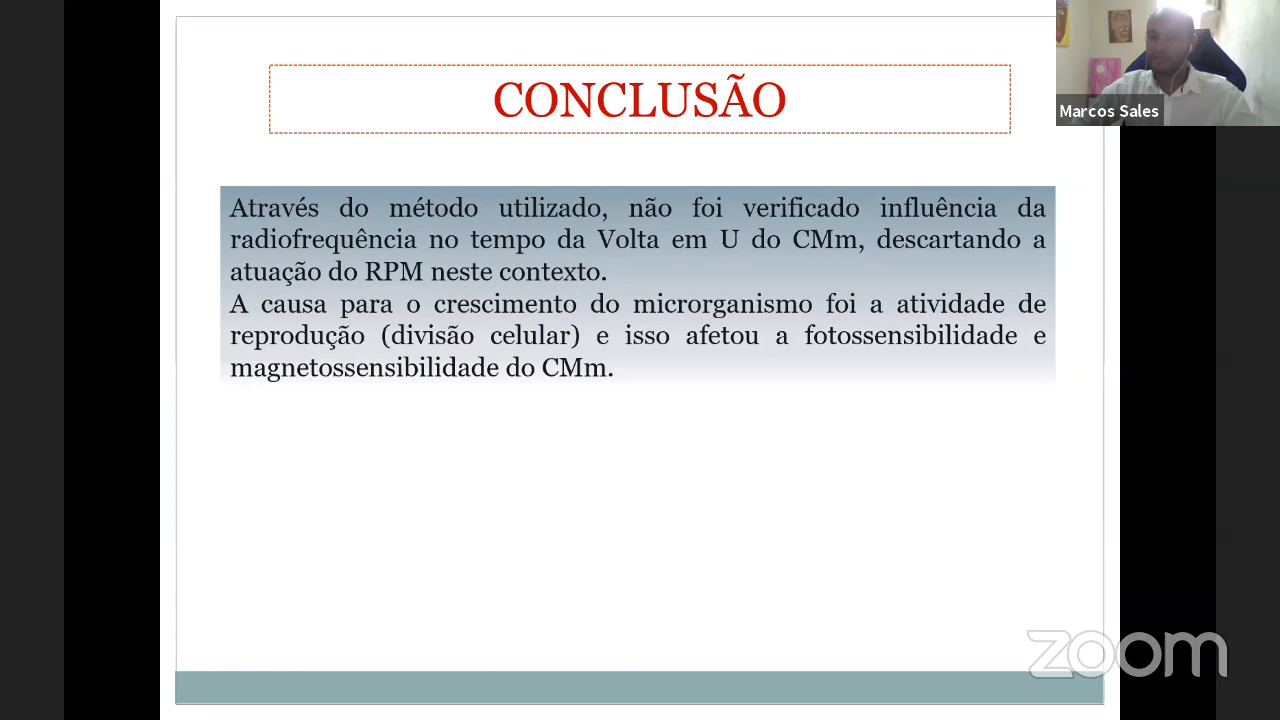 CONCLUSÃO
Marcos Sales
Através do método utilizado, não foi verificado influência da
radiofrequência no tempo da Volta em U do CMm, descartando a
atuação do RPM neste contexto.
A causa para o crescimento do microrganismo foi a atividade de
reprodução (divisão celular) e isso afetou a fotossensibilidade e
magnetossensibilidade do CMm.
zoom